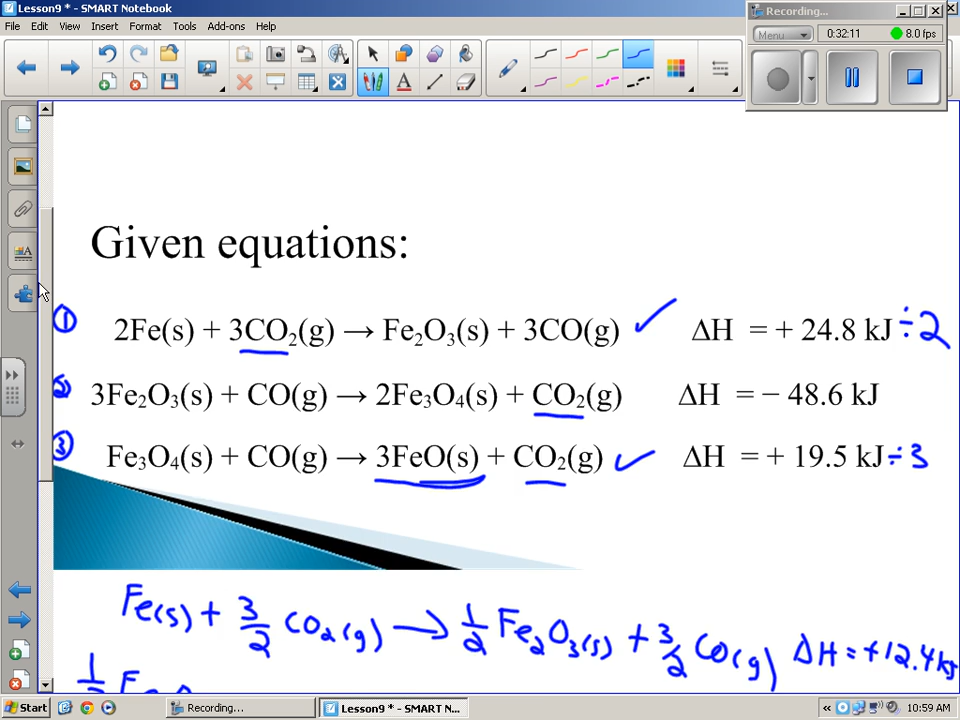 Lesson9 * - SMART Notebook
Recording...
File Edit View Insert Format Tools Add-ons Help
Menu 0:32:11 8.0 fps
Given equations:
① 2Fe(s) + 3CO₂(g) → Fe₂O₃(s) + 3CO(g) ✓ ΔH = + 24.8 kJ ÷2
② 3Fe₂O₃(s) + CO(g) → 2Fe₃O₄(s) + CO₂(g) ΔH = − 48.6 kJ
③ Fe₃O₄(s) + CO(g) → 3FeO(s) + CO₂(g) ✓ ΔH = + 19.5 kJ ÷3
Fe(s) + 3/2 CO₂(g) → 1/2 Fe₂O₃(s) + 3/2 CO(g) ΔH = +12.4 kJ
Start Recording... Lesson9 * - SMART N... 10:59 AM